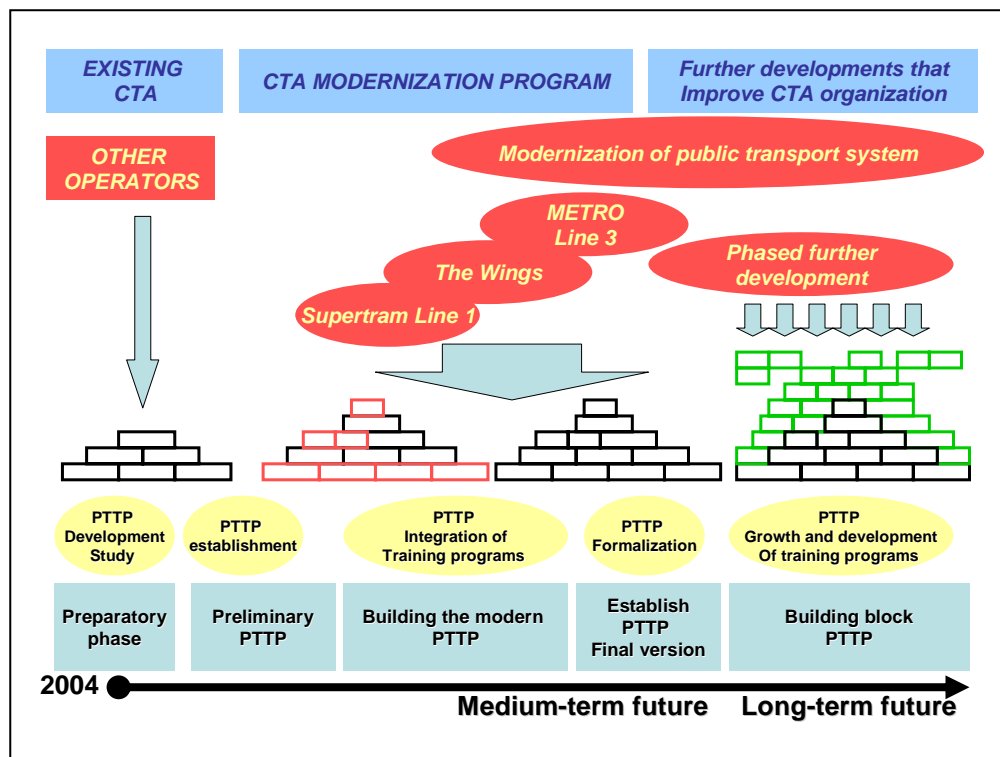 EXISTING
CTA
CTA MODERNIZATION PROGRAM
Further developments that
Improve CTA organization
OTHER
OPERATORS
Modernization of public transport system
METRO
Line 3
The Wings
Supertram Line 1
Phased further
development
PTTP
Development
Study
PTTP
establishment
PTTP
Integration of
Training programs
PTTP
Formalization
PTTP
Growth and development
Of training programs
Preparatory
phase
Preliminary
PTTP
Building the modern
PTTP
Establish
PTTP
Final version
Building block
PTTP
2004
Medium-term future
Long-term future